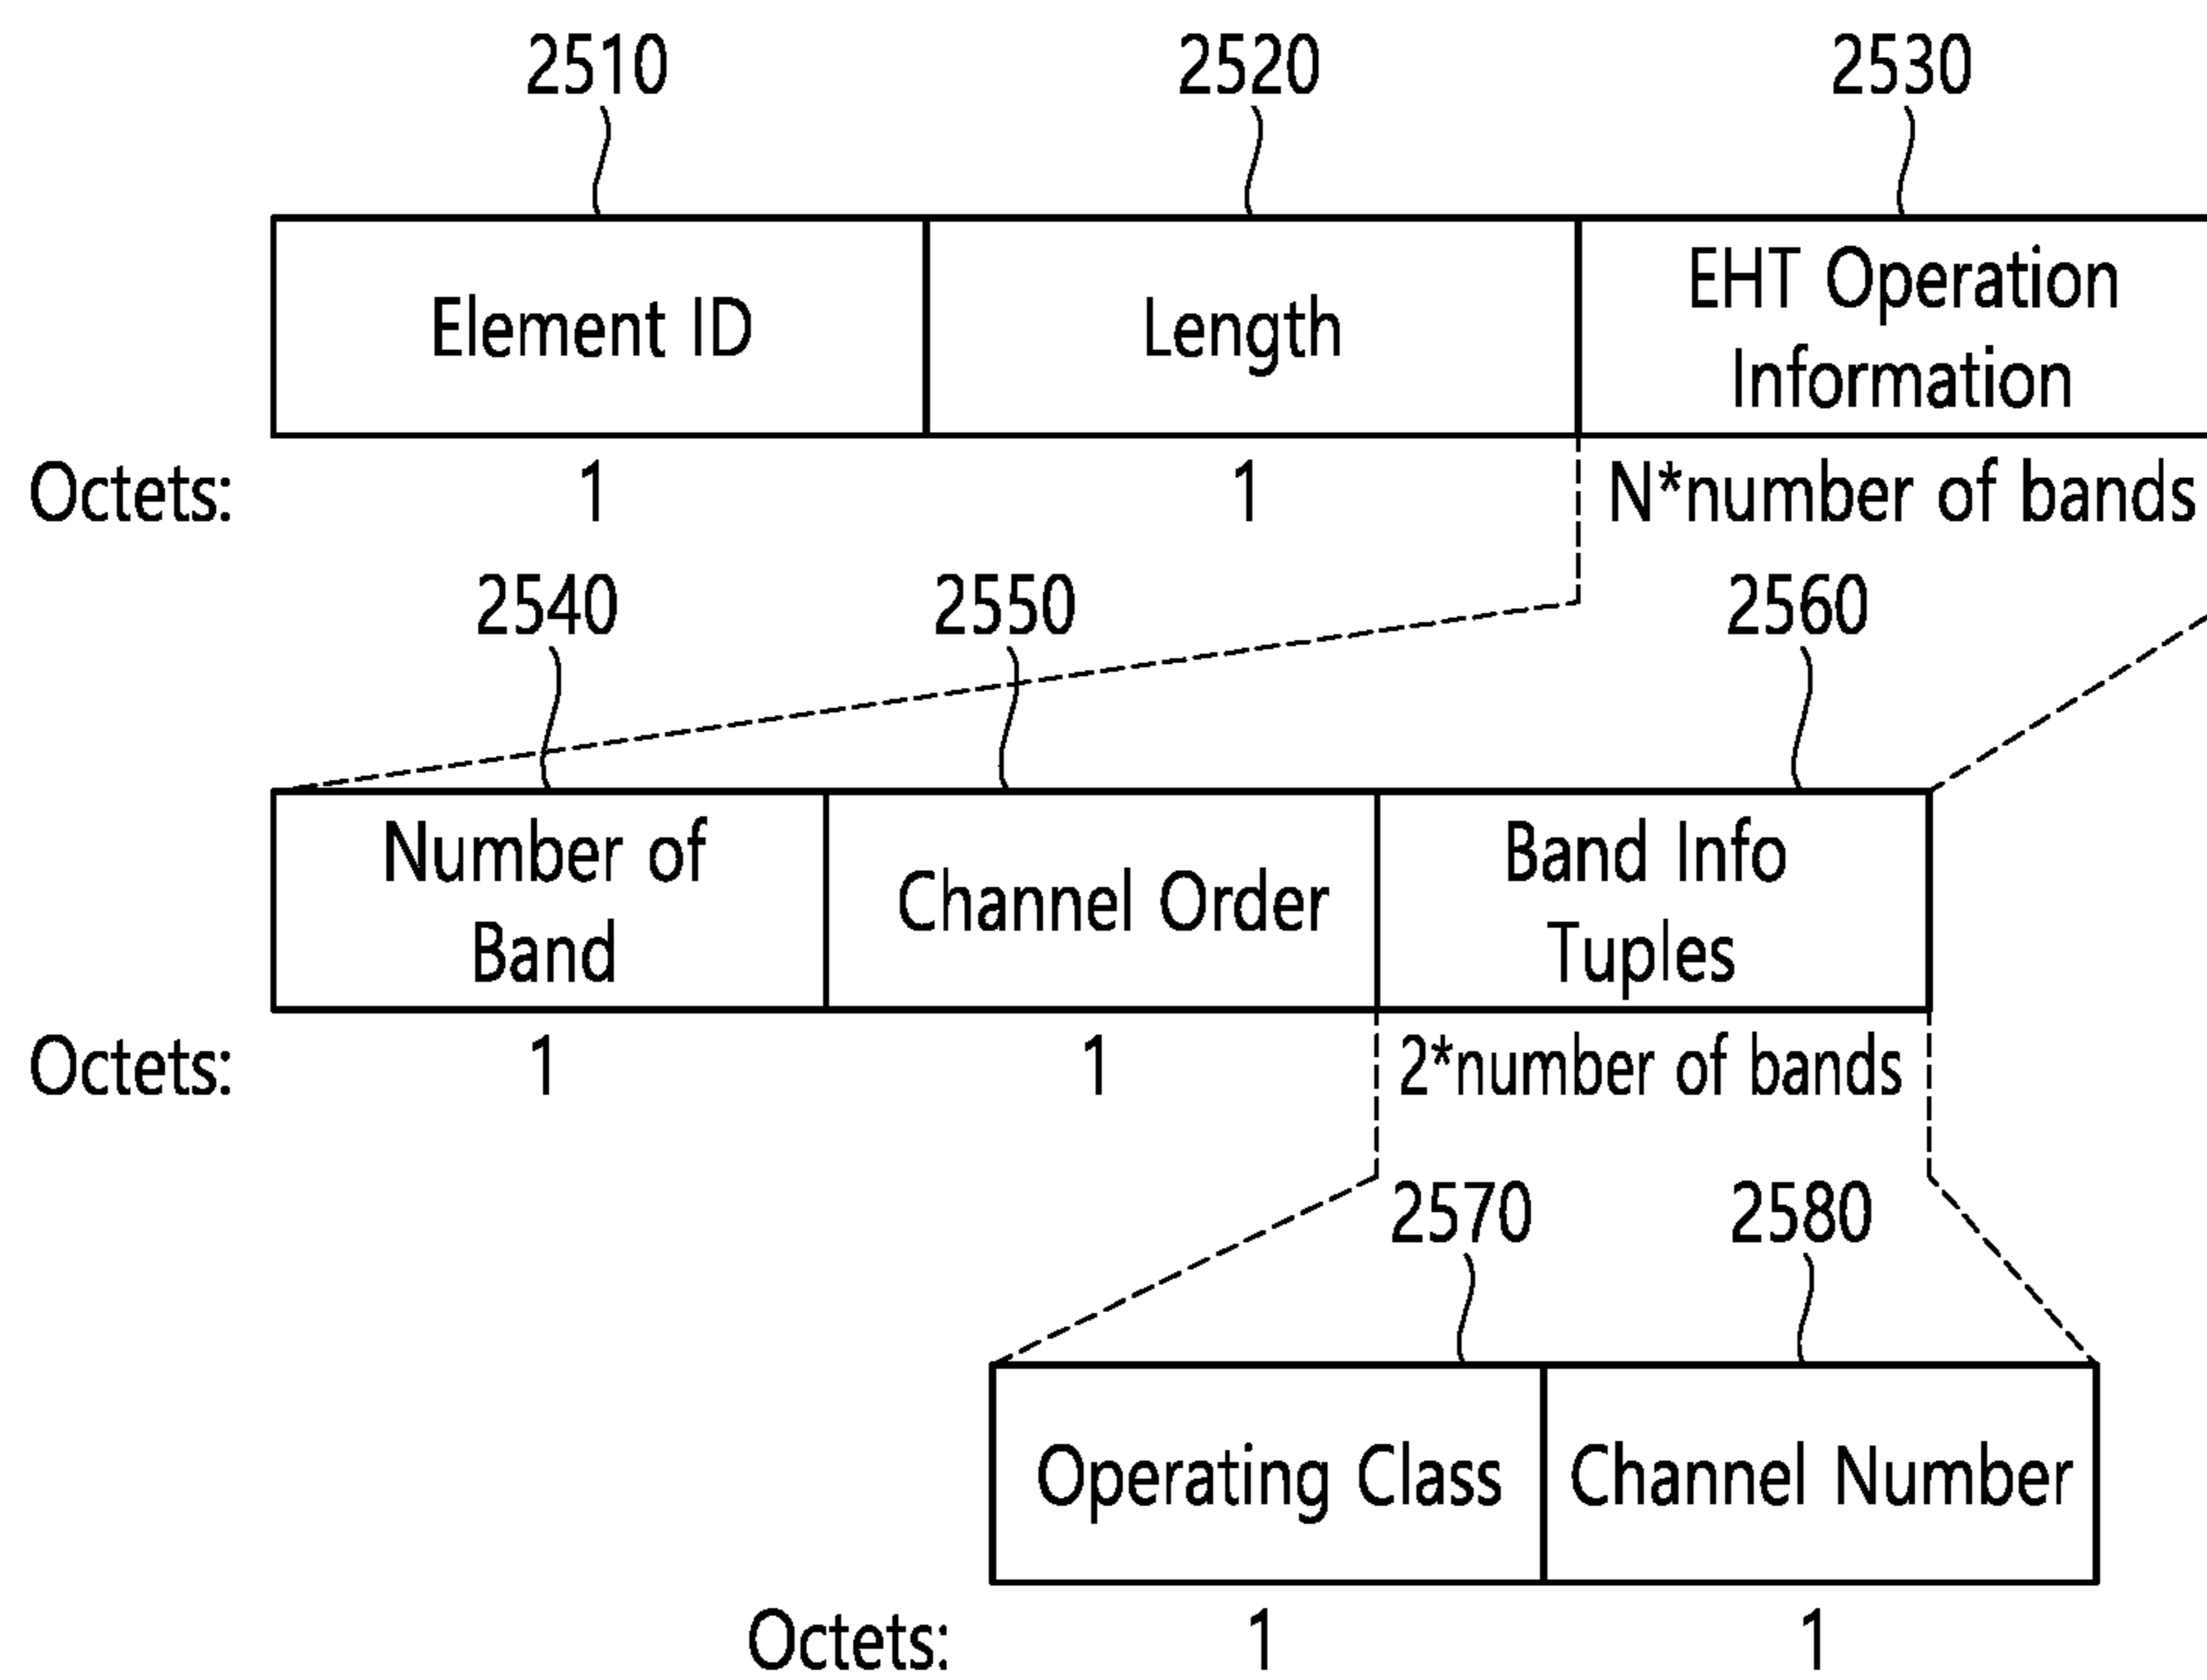 2510 2520 2530
Element ID Length EHT Operation
Information
Octets: 1 1 N*number of bands
2540 2550 2560
Number of
Band Channel Order Band Info
Tuples
Octets: 1 1 2*number of bands
2570 2580
Operating Class Channel Number
Octets: 1 1